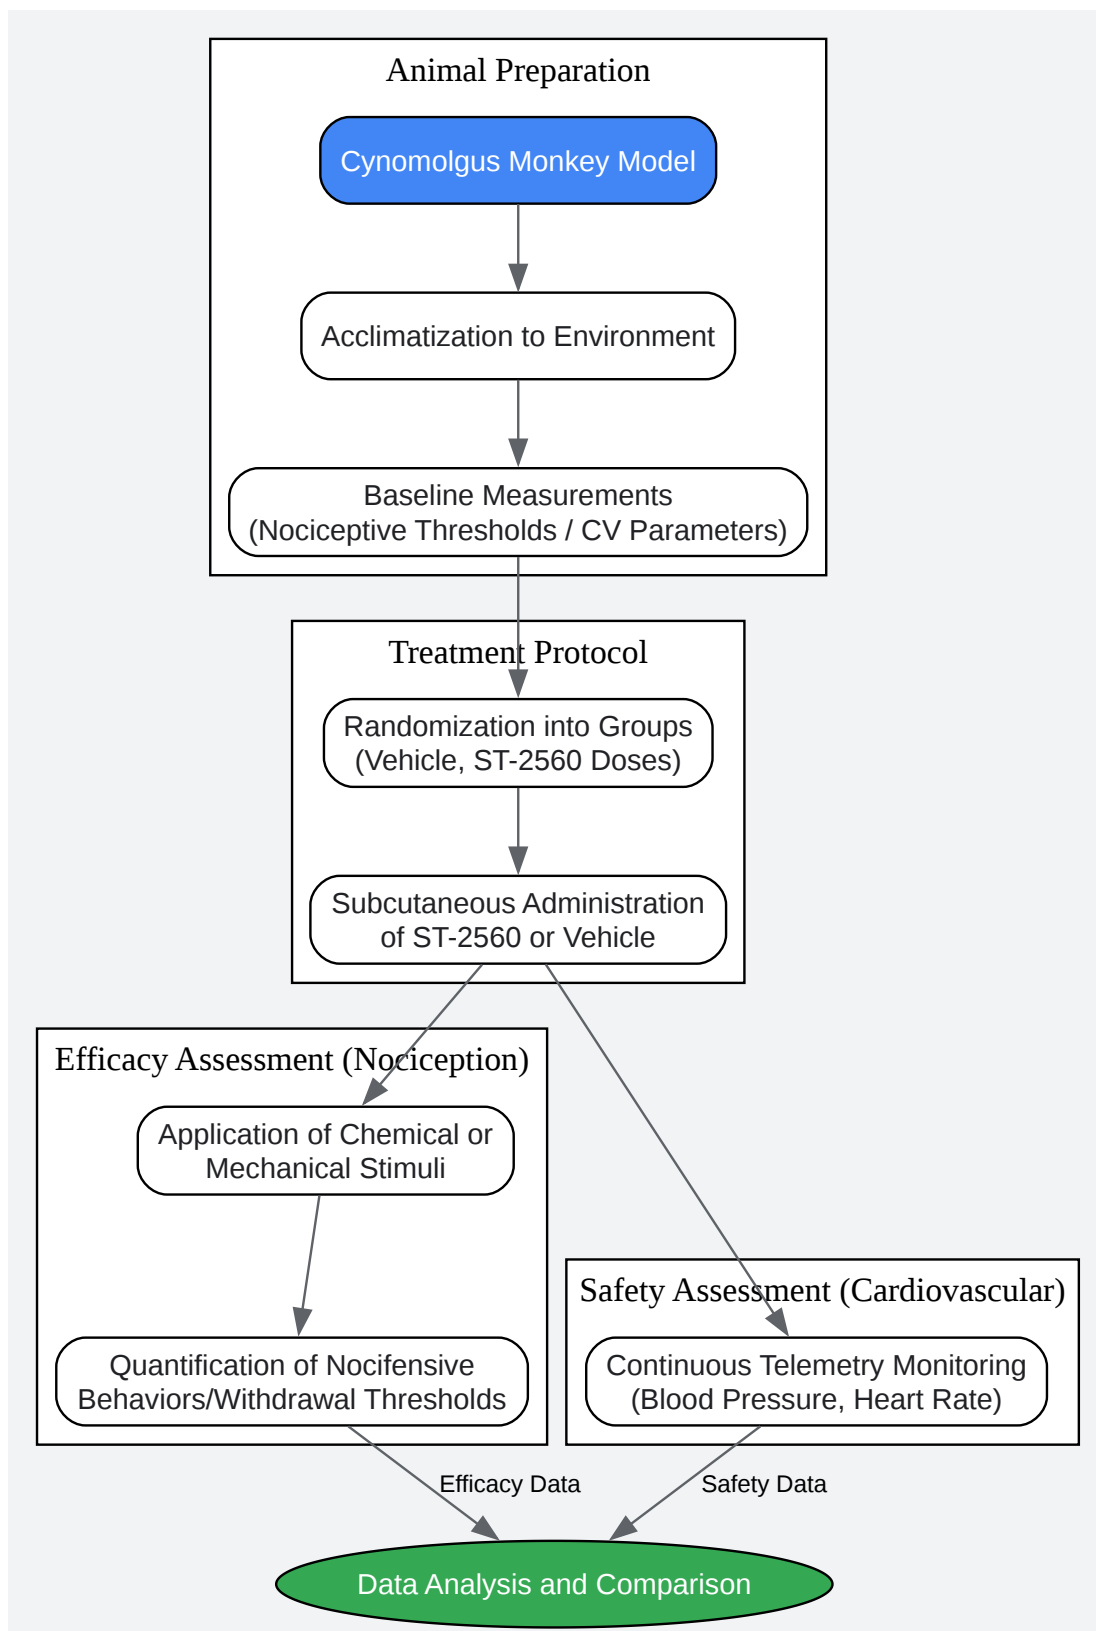 Animal Preparation
Cynomolgus Monkey Model
Acclimatization to Environment
Baseline Measurements
(Nociceptive Thresholds / CV Parameters)
Treatment Protocol
Randomization into Groups
(Vehicle, ST-2560 Doses)
Subcutaneous Administration
of ST-2560 or Vehicle
Efficacy Assessment (Nociception)
Application of Chemical or
Mechanical Stimuli
Quantification of Nocifensive
Behaviors/Withdrawal Thresholds
Safety Assessment (Cardiovascular)
Continuous Telemetry Monitoring
(Blood Pressure, Heart Rate)
Efficacy Data
Safety Data
Data Analysis and Comparison